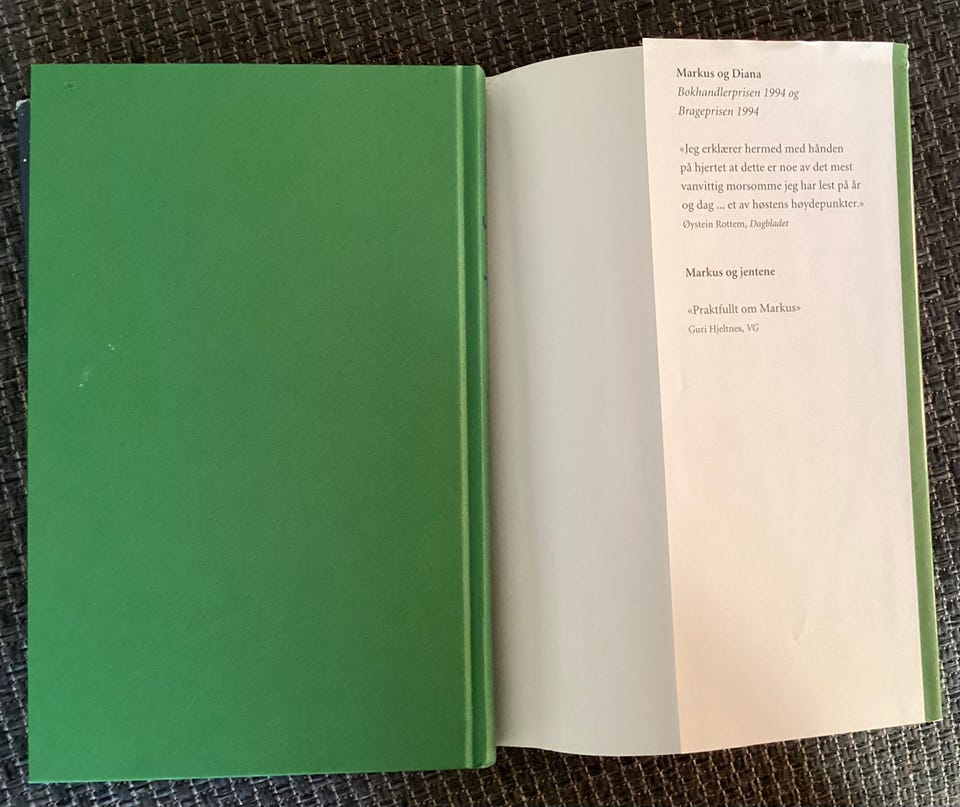 Markus og Diana
Bokhandlerprisen 1994 og
Brageprisen 1994
«Jeg erklærer hermed med hånden
på hjertet at dette er noe av det mest
vanvittig morsomme jeg har lest på år
og dag ... et av høstens høydepunkter.»
Øystein Rottem, Dagbladet
Markus og jentene
«Praktfullt om Markus»
Guri Hjeltnes, VG